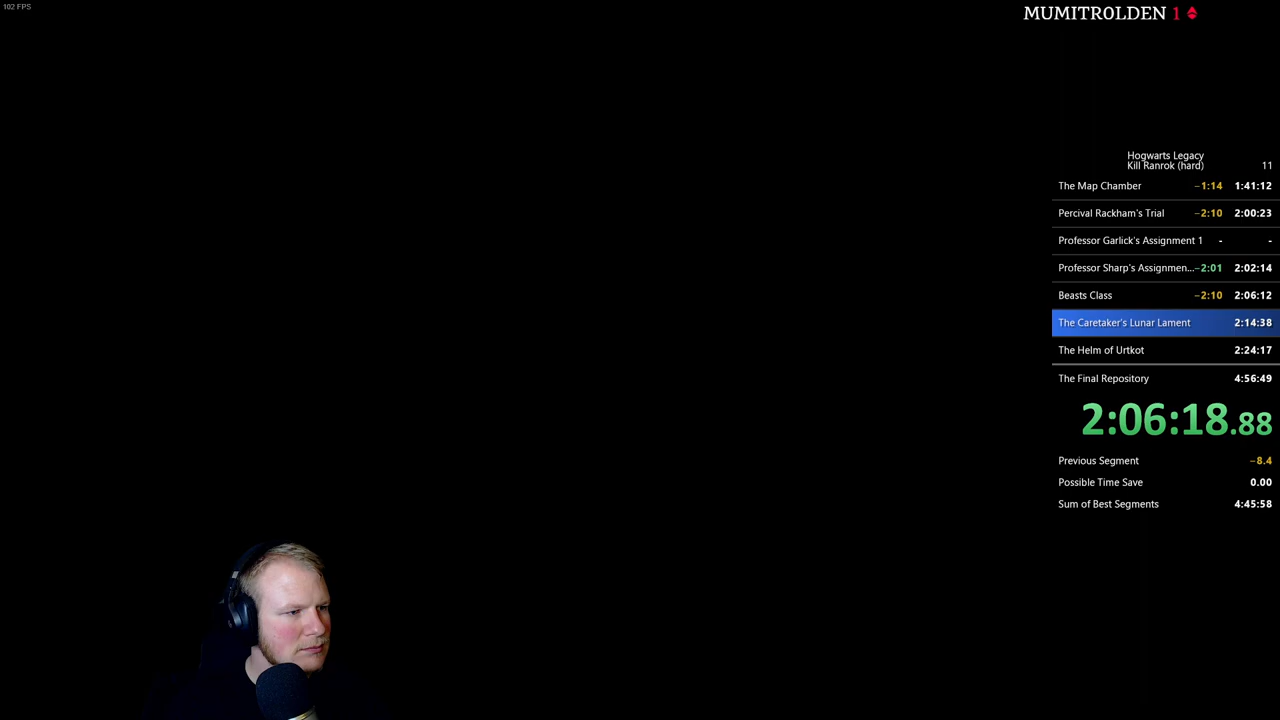 102 FPS
MUMITR0LDEN 1
Hogwarts Legacy
Kill Ranrok (hard) 11
The Map Chamber −1:14 1:41:12
Percival Rackham's Trial −2:10 2:00:23
Professor Garlick's Assignment 1 - -
Professor Sharp's Assignmen... −2:01 2:02:14
Beasts Class −2:10 2:06:12
The Caretaker's Lunar Lament 2:14:38
The Helm of Urtkot 2:24:17
The Final Repository 4:56:49
2:06:18.88
Previous Segment −8.4
Possible Time Save 0.00
Sum of Best Segments 4:45:58